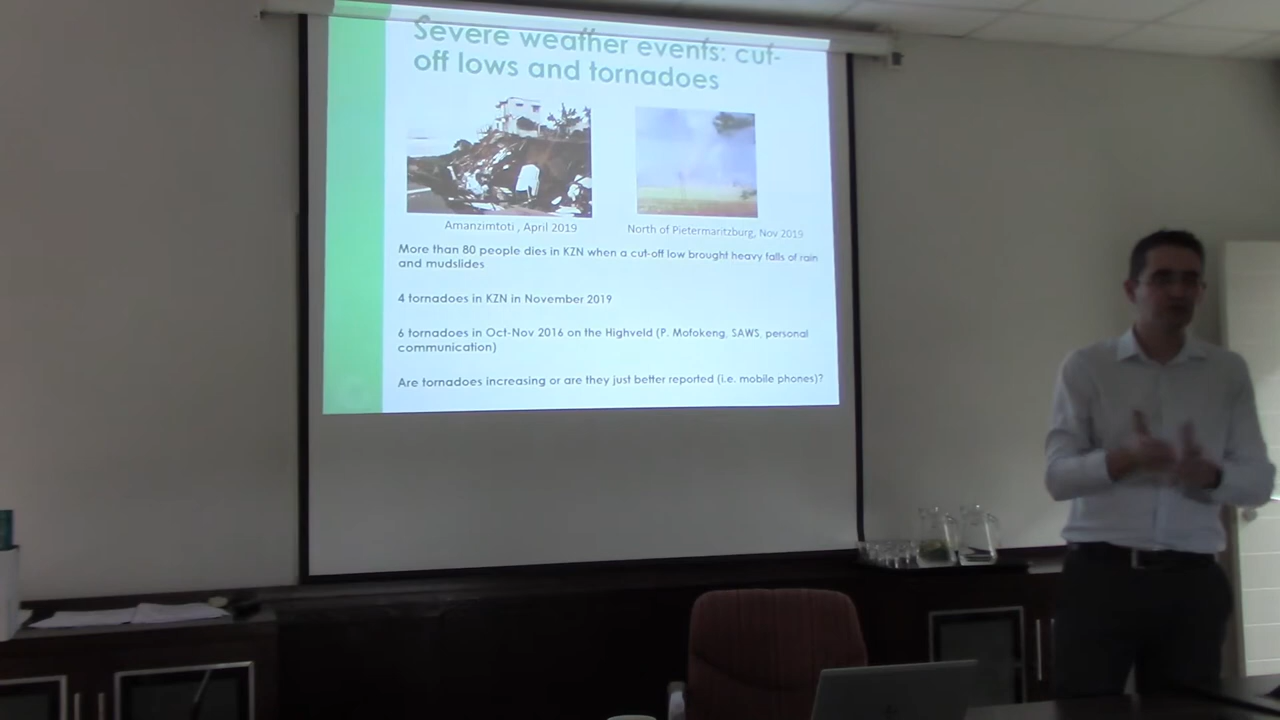 Severe weather events: cut-
off lows and tornadoes
Amanzimtoti , April 2019
North of Pietermaritzburg, Nov 2019
More than 80 people dies in KZN when a cut-off low brought heavy falls of rain
and mudslides
4 tornadoes in KZN in November 2019
6 tornadoes in Oct-Nov 2016 on the Highveld (P. Mofokeng, SAWS, personal
communication)
Are tornadoes increasing or are they just better reported (i.e. mobile phones)?